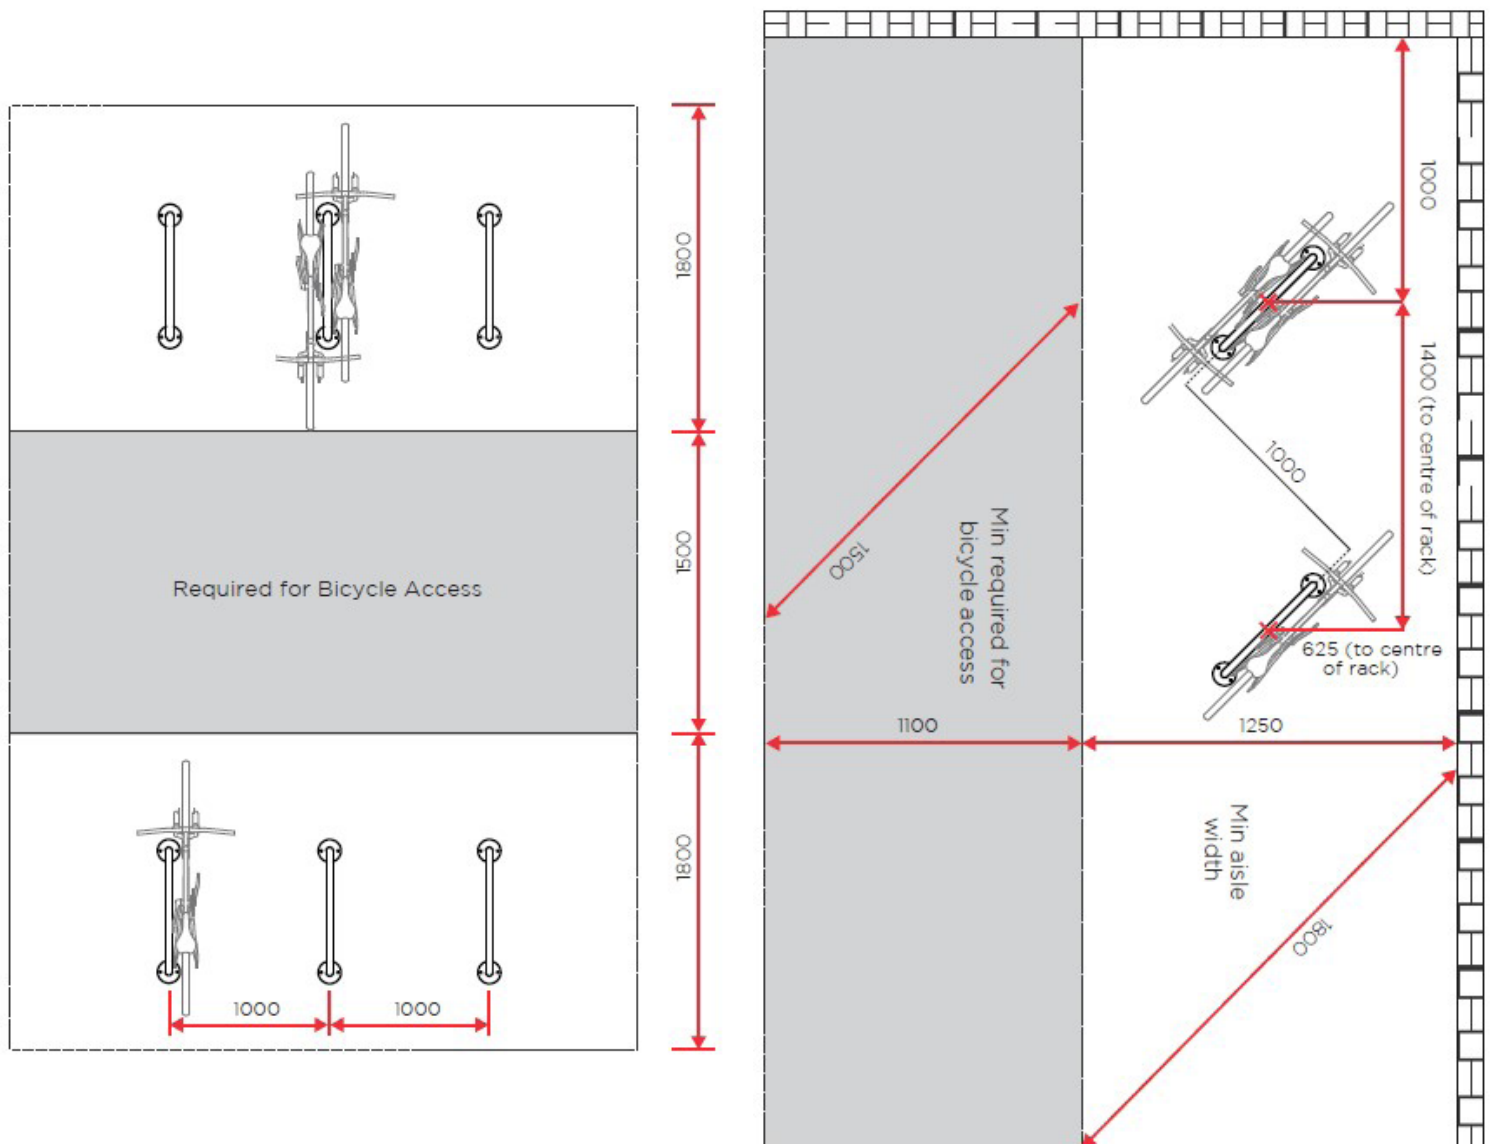 1800
1500
Required for Bicycle Access
1800
1000
1000
1000
1400 (to centre of rack)
1000
1500
Min required for
bicycle access
625 (to centre
of rack)
1100
1250
Min aisle
width
1800